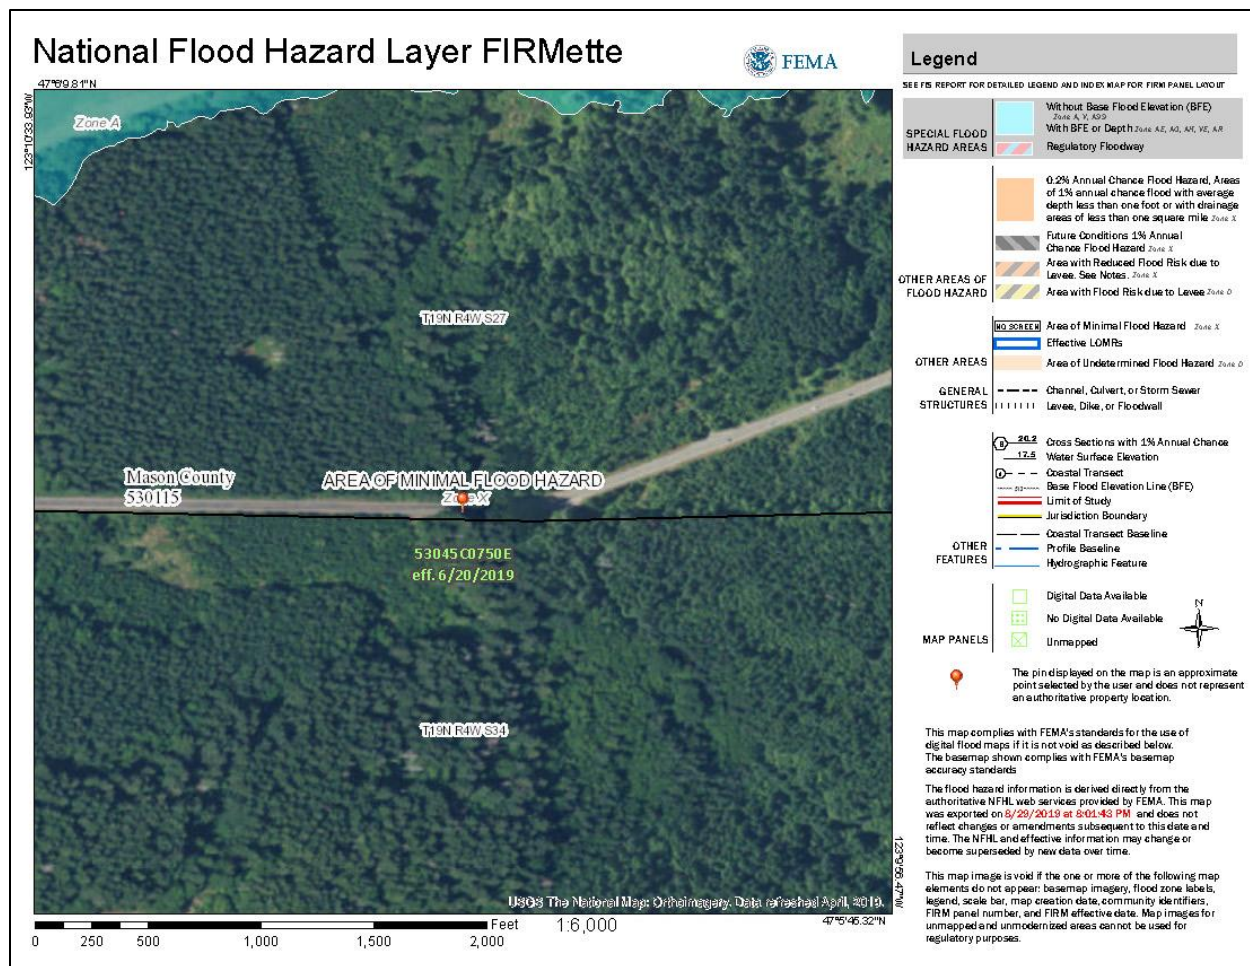 National Flood Hazard Layer FIRMette
FEMA
47°6'9.81"N
123°10'33.93"W
Zone A
T19N R4W S27
Mason County
530115
AREA OF MINIMAL FLOOD HAZARD
Zone X
53045C0750E
eff. 6/20/2019
T19N R4W S34
USGS The National Map: Orthoimagery. Data refreshed April, 2019.
123°9'56.47"W
47°5'45.32"N
Feet
1:6,000
0
250
500
1,000
1,500
2,000
Legend
SEE FIS REPORT FOR DETAILED LEGEND AND INDEX MAP FOR FIRM PANEL LAYOUT
SPECIAL FLOOD
HAZARD AREAS
Without Base Flood Elevation (BFE)
Zone A, V, A99
With BFE or Depth Zone AE, AO, AH, VE, AR
Regulatory Floodway
OTHER AREAS OF
FLOOD HAZARD
0.2% Annual Chance Flood Hazard, Areas
of 1% annual chance flood with average
depth less than one foot or with drainage
areas of less than one square mile Zone X
Future Conditions 1% Annual
Chance Flood Hazard Zone X
Area with Reduced Flood Risk due to
Levee. See Notes. Zone X
Area with Flood Risk due to Levee Zone D
OTHER AREAS
NO SCREEN Area of Minimal Flood Hazard Zone X
Effective LOMRs
Area of Undetermined Flood Hazard Zone D
GENERAL
STRUCTURES
Channel, Culvert, or Storm Sewer
Levee, Dike, or Floodwall
OTHER
FEATURES
B 20.2 Cross Sections with 1% Annual Chance
17.5 Water Surface Elevation
Coastal Transect
513 Base Flood Elevation Line (BFE)
Limit of Study
Jurisdiction Boundary
Coastal Transect Baseline
Profile Baseline
Hydrographic Feature
MAP PANELS
Digital Data Available
No Digital Data Available
Unmapped
N
The pin displayed on the map is an approximate
point selected by the user and does not represent
an authoritative property location.
This map complies with FEMA's standards for the use of
digital flood maps if it is not void as described below.
The basemap shown complies with FEMA's basemap
accuracy standards
The flood hazard information is derived directly from the
authoritative NFHL web services provided by FEMA. This map
was exported on 8/29/2019 at 8:01:43 PM and does not
reflect changes or amendments subsequent to this date and
time. The NFHL and effective information may change or
become superseded by new data over time.
This map image is void if the one or more of the following map
elements do not appear: basemap imagery, flood zone labels,
legend, scale bar, map creation date, community identifiers,
FIRM panel number, and FIRM effective date. Map images for
unmapped and unmodernized areas cannot be used for
regulatory purposes.